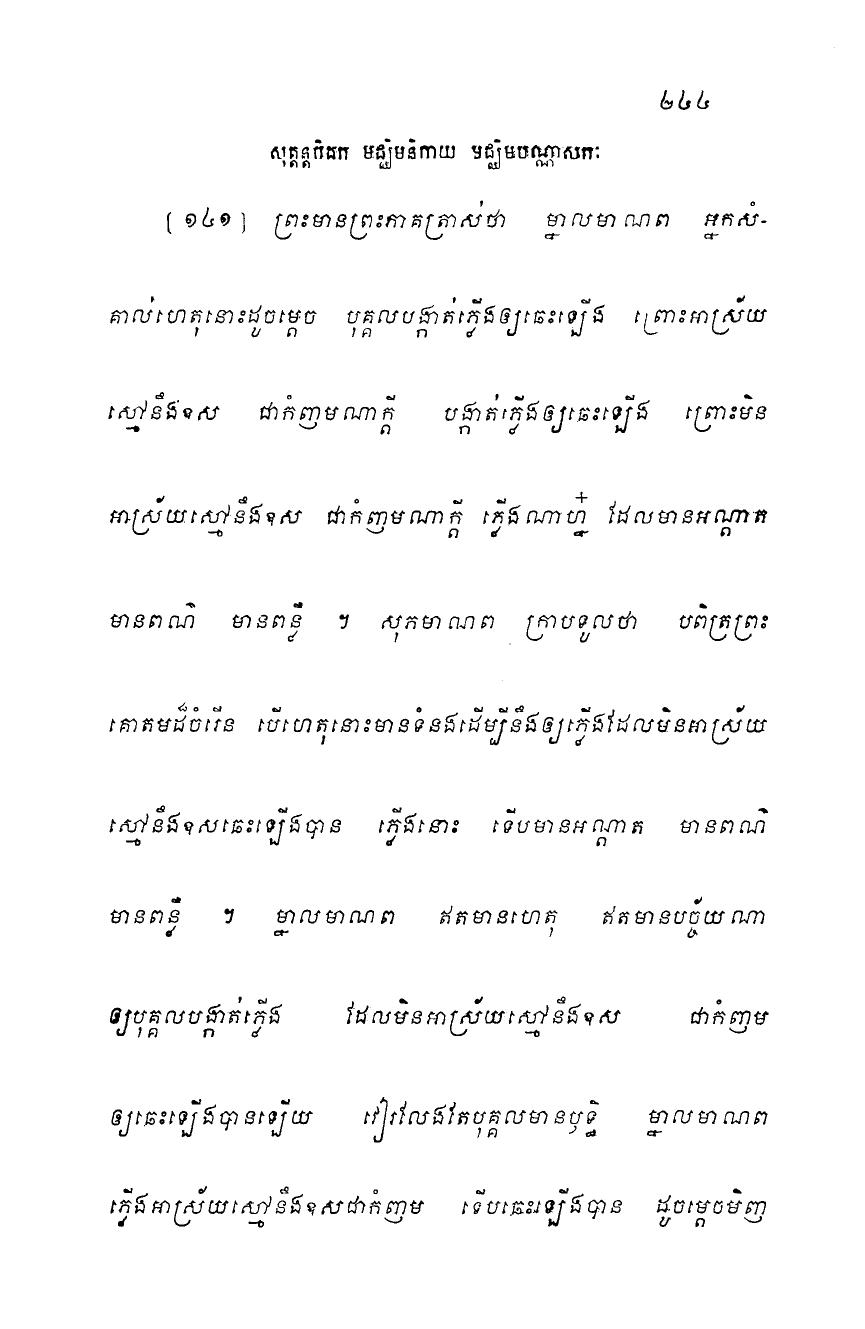 ២៤៤
សុត្តន្តបិដក មជ្ឈិមនិកាយ មជ្ឈិមបណ្ណាសកៈ
[១៤១] ព្រះមានព្រះភាគត្រាស់ថា ម្នាលមាណព អ្នកសំ-
គាល់ហេតុនោះដូចម្តេច បុគ្គលបង្កាត់ភ្លើងឲ្យឆេះឡើង ព្រោះអាស្រ័យ
ស្មៅនឹងឧស ជាកំញមណាក្តី បង្កាត់ភ្លើងឲ្យឆេះឡើង ព្រោះមិន
អាស្រ័យស្មៅនឹងឧស ជាកំញមណាក្តី ភ្លើងណាហ្ន៎ ដែលមានអណ្តាត
មានពណ៌ មានពន្លឺ ។ សុភមាណព ក្រាបទូលថា បពិត្រព្រះ
គោតមដ៏ចំរើន បើហេតុនោះមានទំនងដើម្បីនឹងឲ្យភ្លើងដែលមិនអាស្រ័យ
ស្មៅនឹងឧសឆេះឡើងបាន ភ្លើងនោះ ទើបមានអណ្តាត មានពណ៌
មានពន្លឺ ។ ម្នាលមាណព ឥតមានហេតុ ឥតមានបច្ច័យណា
ឲ្យបុគ្គលបង្កាត់ភ្លើង ដែលមិនអាស្រ័យស្មៅនឹងឧស ជាកំញម
ឲ្យឆេះឡើងបានឡើយ វៀរលែងតែបុគ្គលមានឫទ្ធិ ម្នាលមាណព
ភ្លើងអាស្រ័យស្មៅនឹងឧសជាកំញម ទើបឆេះឡើងបាន ដូចម្តេចមិញ